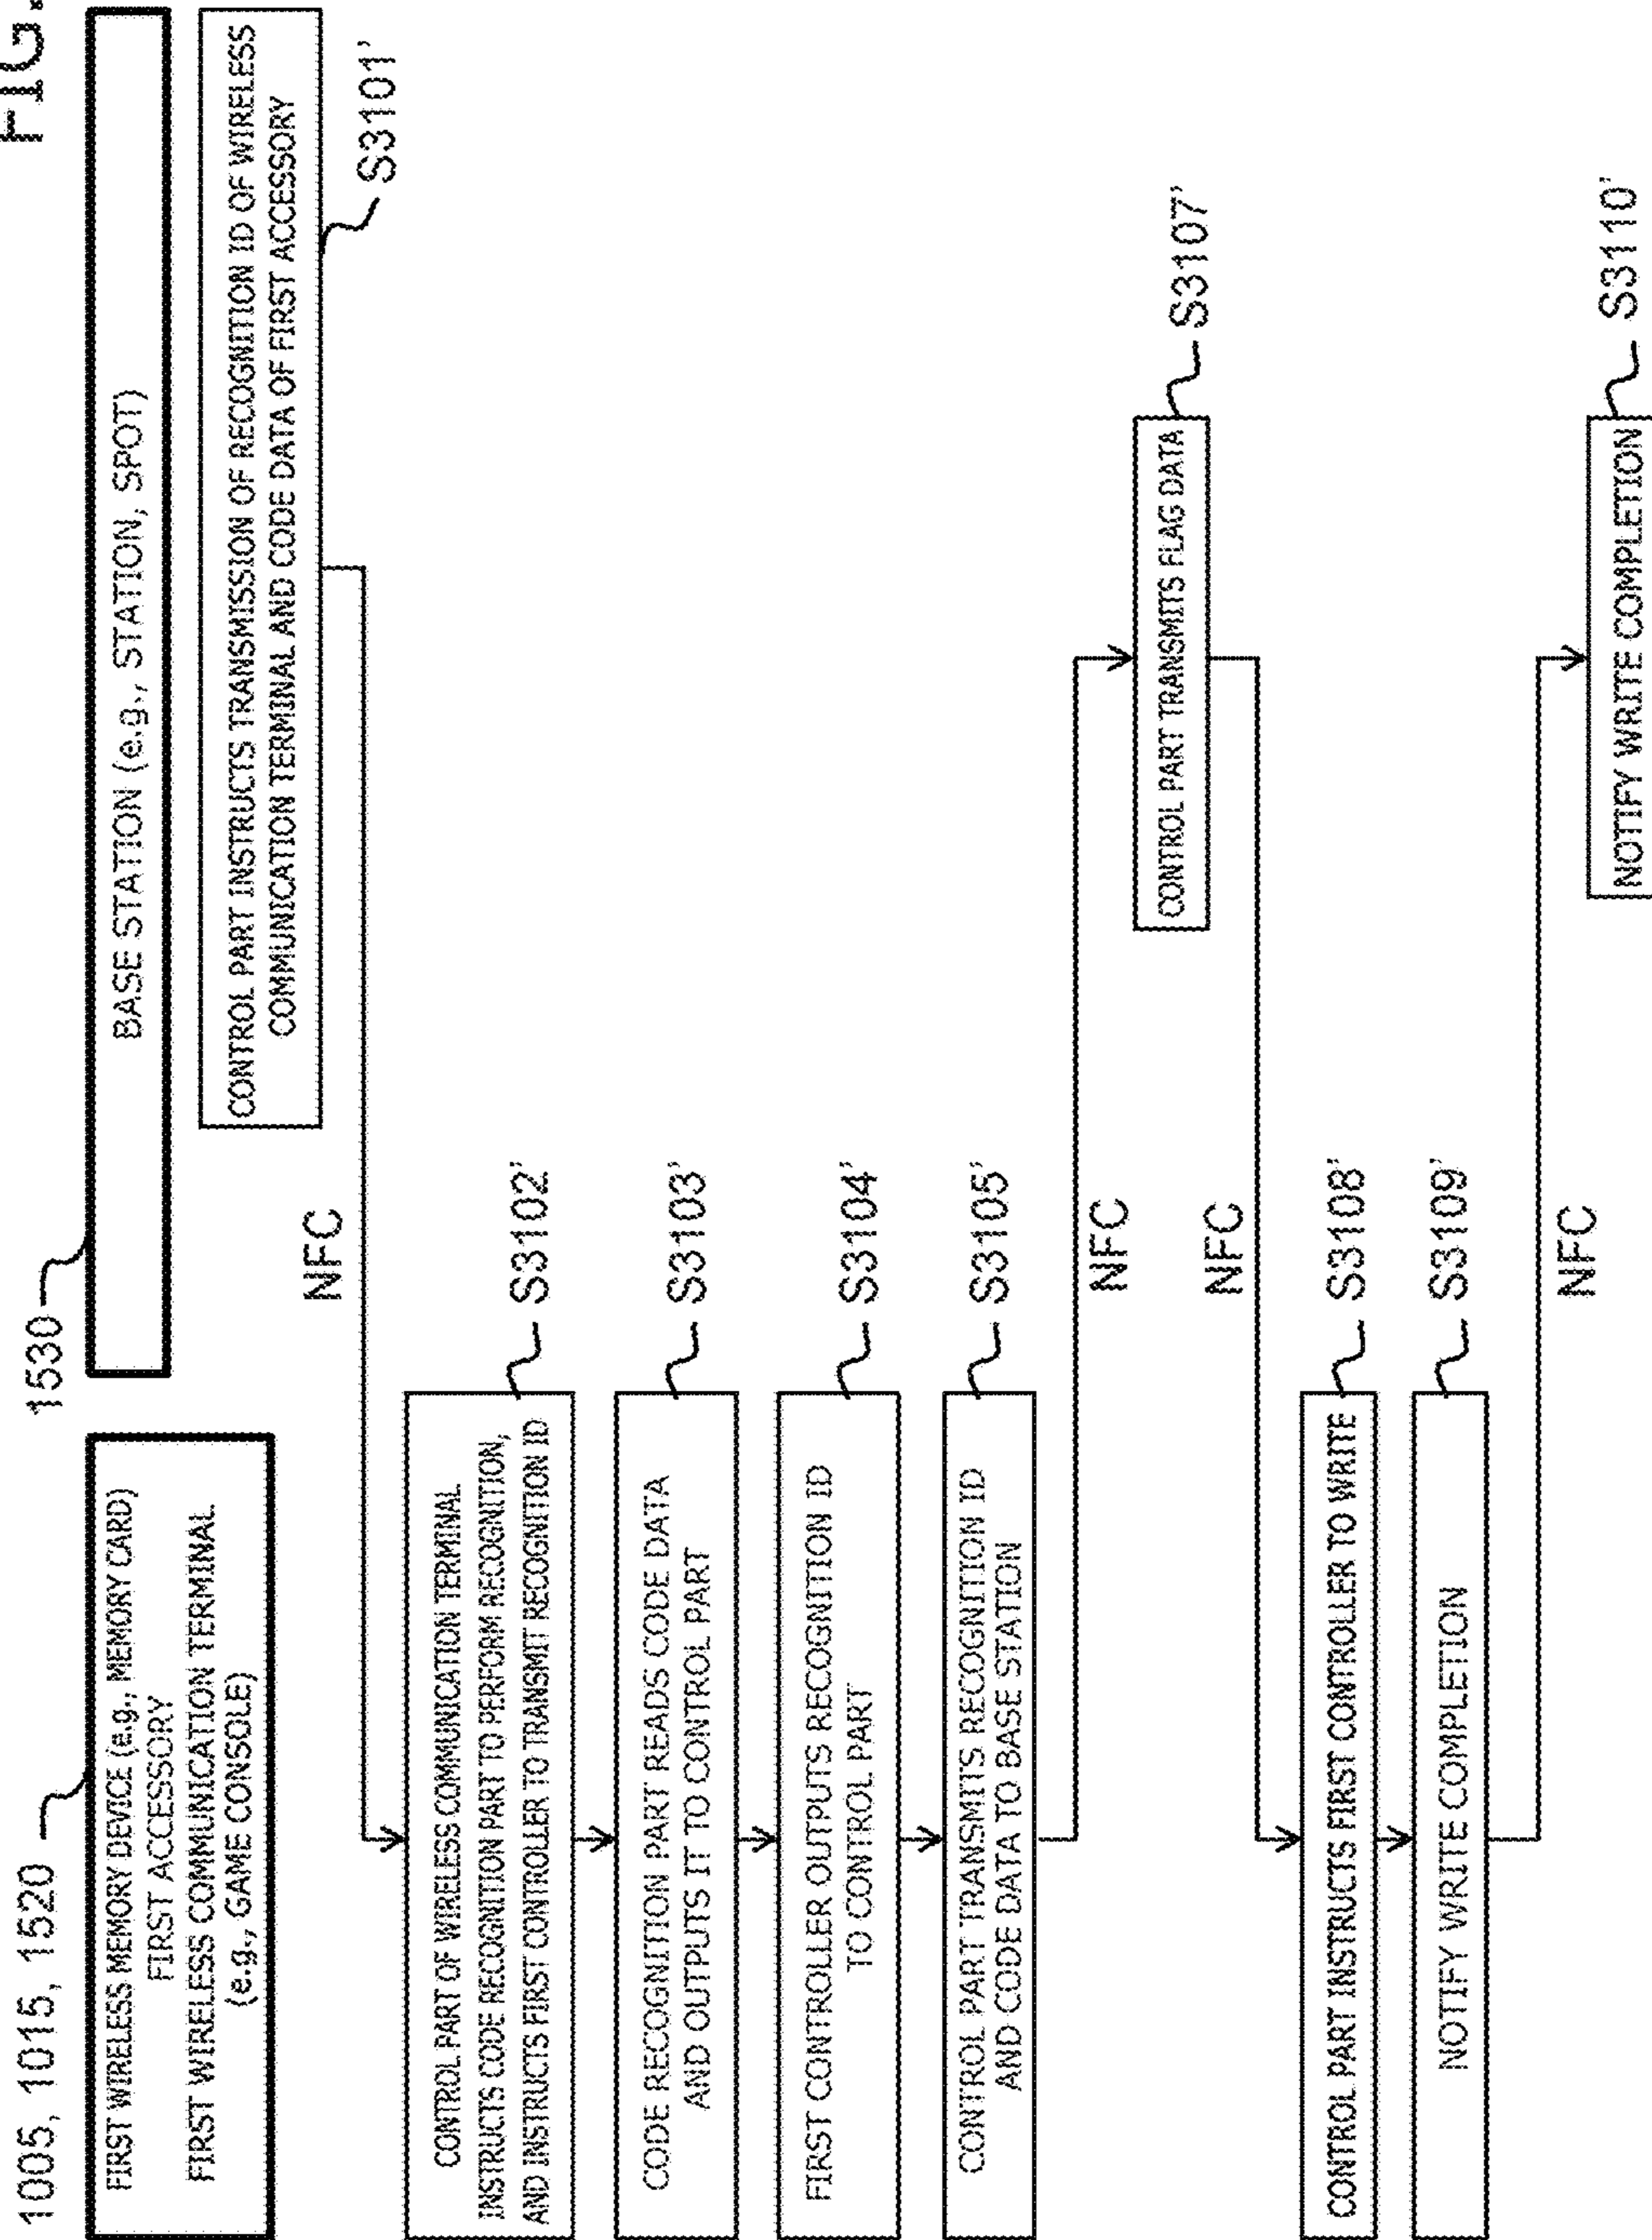 FIG.
1005, 1015, 1520
FIRST WIRELESS MEMORY DEVICE (e.g., MEMORY CARD)
FIRST ACCESSORY
FIRST WIRELESS COMMUNICATION TERMINAL
(e.g., GAME CONSOLE)
1530
BASE STATION (e.g., STATION, SPOT)
CONTROL PART INSTRUCTS TRANSMISSION OF RECOGNITION ID OF WIRELESS
COMMUNICATION TERMINAL AND CODE DATA OF FIRST ACCESSORY
S3101’
NFC
CONTROL PART OF WIRELESS COMMUNICATION TERMINAL
INSTRUCTS CODE RECOGNITION PART TO PERFORM RECOGNITION,
AND INSTRUCTS FIRST CONTROLLER TO TRANSMIT RECOGNITION ID
S3102’
CODE RECOGNITION PART READS CODE DATA
AND OUTPUTS IT TO CONTROL PART
S3103’
FIRST CONTROLLER OUTPUTS RECOGNITION ID
TO CONTROL PART
S3104’
CONTROL PART TRANSMITS RECOGNITION ID
AND CODE DATA TO BASE STATION
S3105’
NFC
CONTROL PART TRANSMITS FLAG DATA
S3107’
NFC
CONTROL PART INSTRUCTS FIRST CONTROLLER TO WRITE
S3108’
NOTIFY WRITE COMPLETION
S3109’
NFC
NOTIFY WRITE COMPLETION
S3110’